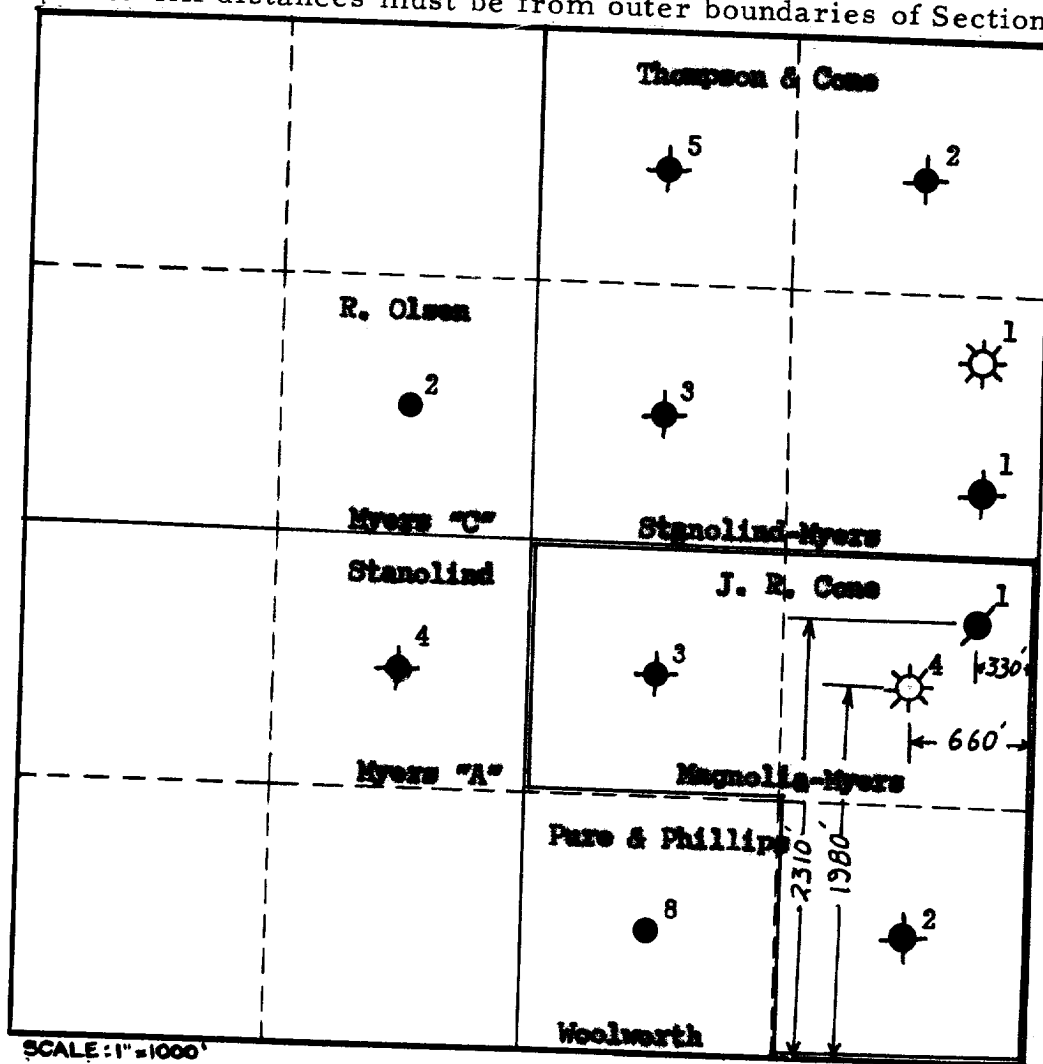 All distances must be from outer boundaries of Section
Thompson & Cone
5
2
R. Olsen
1
2
3
1
Myers "C"
Stanolind-Myers
Stanolind
J. R. Cone
1
4
3
4
330'
660'
Myers "A"
Magnolia-Myers
Pure & Phillips
2310'
1980'
8
2
Woolworth
SCALE: 1" = 1000'